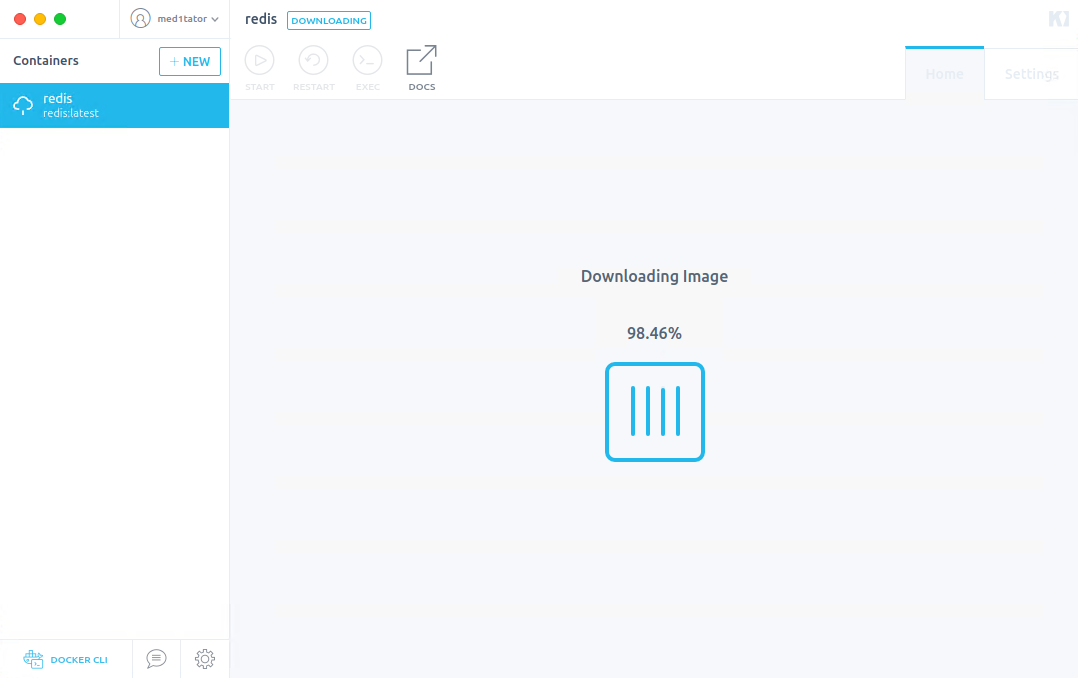 med1tator
redis DOWNLOADING
Containers
+ NEW
START RESTART EXEC DOCS
Home Settings
redis
redis:latest
Downloading Image
98.46%
DOCKER CLI